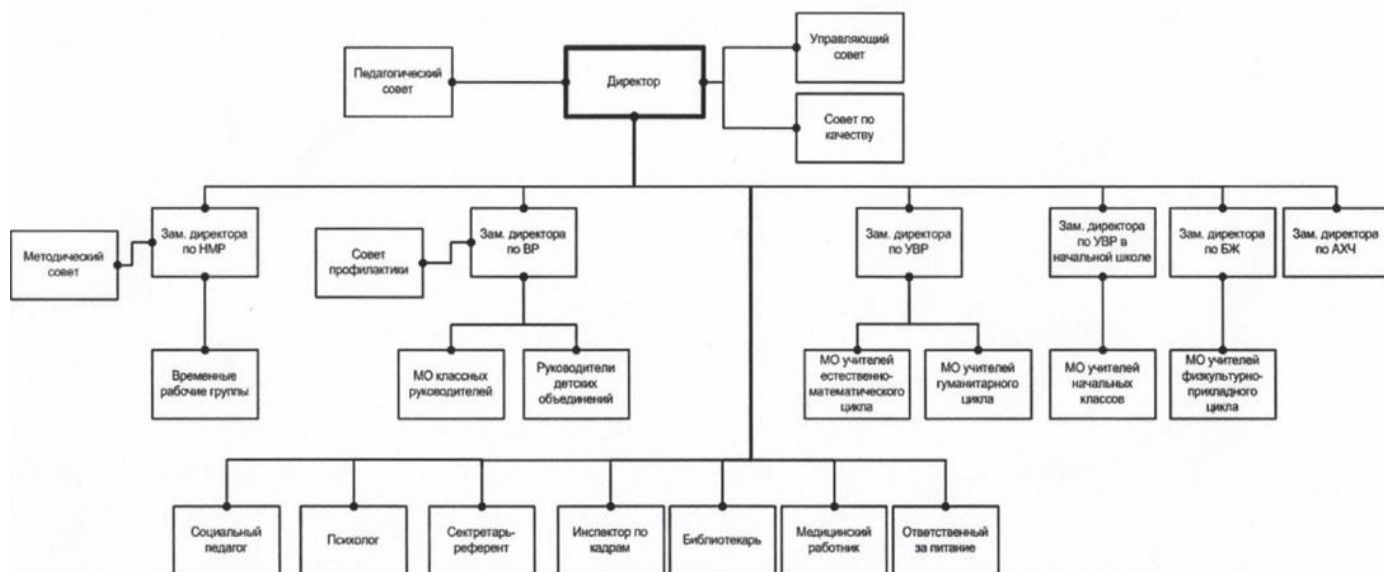 Управляющий
совет
Педагогический
совет
Директор
Совет по
качеству
Методический
совет
Зам. директора
по НМР
Совет
профилактики
Зам. директора
по ВР
Зам. директора
по УВР
Зам. директора
по УВР в
начальной школе
Зам. директора
по БЖ
Зам. директора
по АХЧ
Временные
рабочие группы
МО классных
руководителей
Руководители
детских
объединений
МО учителей
естественно-
математического
цикла
МО учителей
гуманитарного
цикла
МО учителей
начальных
классов
МО учителей
физкультурно-
прикладного
цикла
Социальный
педагог
Психолог
Сектретарь-
референт
Инспектор по
кадрам
Библиотекарь
Медицинский
работник
Ответственный
за питание